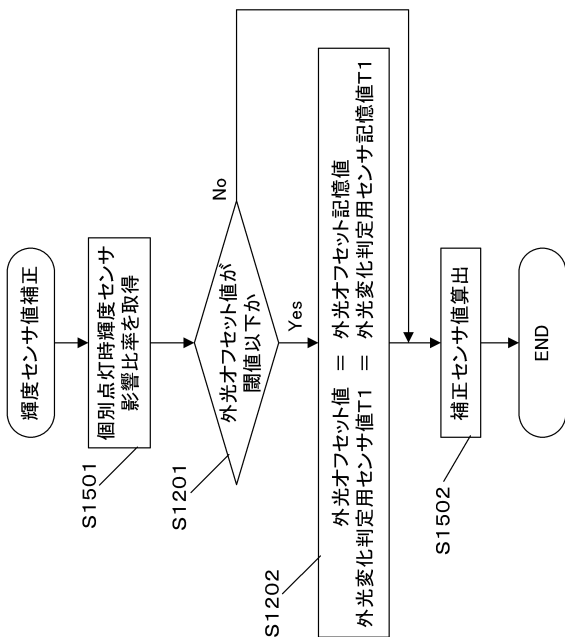 輝度センサ値補正
個別点灯時輝度センサ
影響比率を取得
S1501
外光オフセット値が
閾値以下か
S1201
No
Yes
外光オフセット値 = 外光オフセット記憶値
外光変化判定用センサ値T1 = 外光変化判定用センサ記憶値T1
S1202
補正センサ値算出
S1502
END